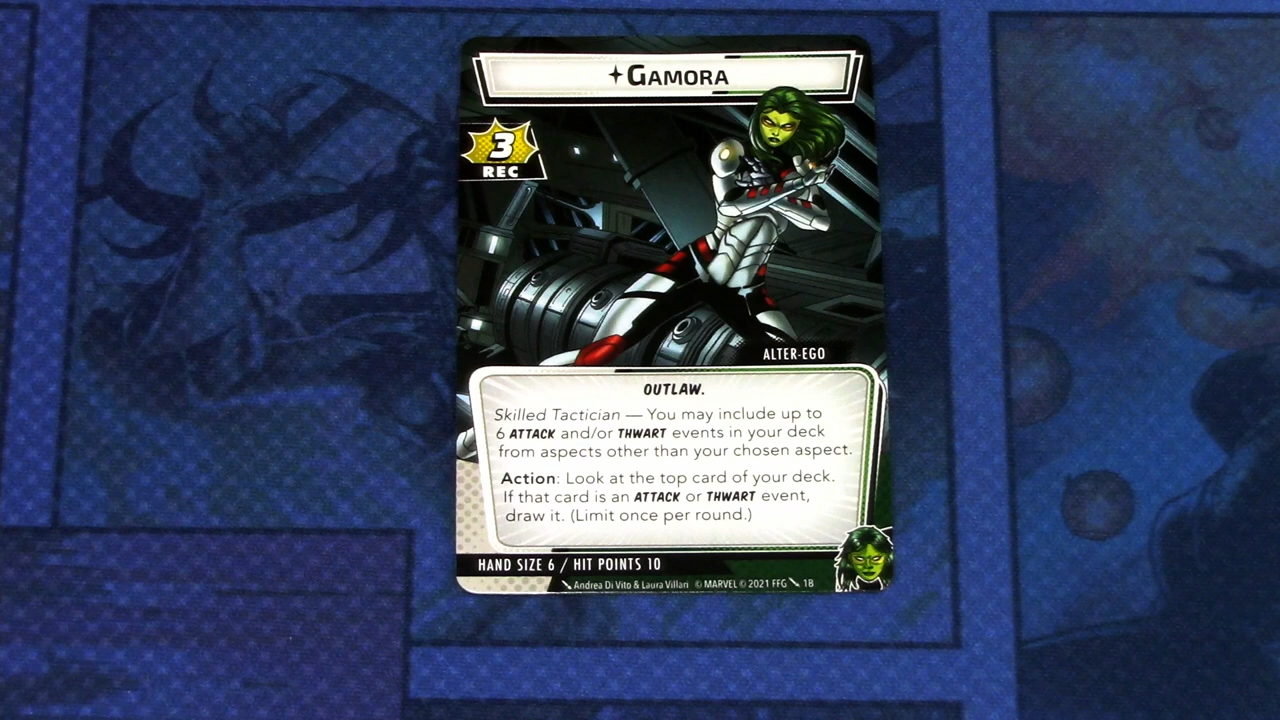 GAMORA
3
REC
ALTER-EGO
OUTLAW.
Skilled Tactician — You may include up to
6 ATTACK and/or THWART events in your deck
from aspects other than your chosen aspect.
Action: Look at the top card of your deck.
If that card is an ATTACK or THWART event,
draw it. (Limit once per round.)
HAND SIZE 6 / HIT POINTS 10
Andrea Di Vito & Laura Villari © MARVEL © 2021 FFG 18